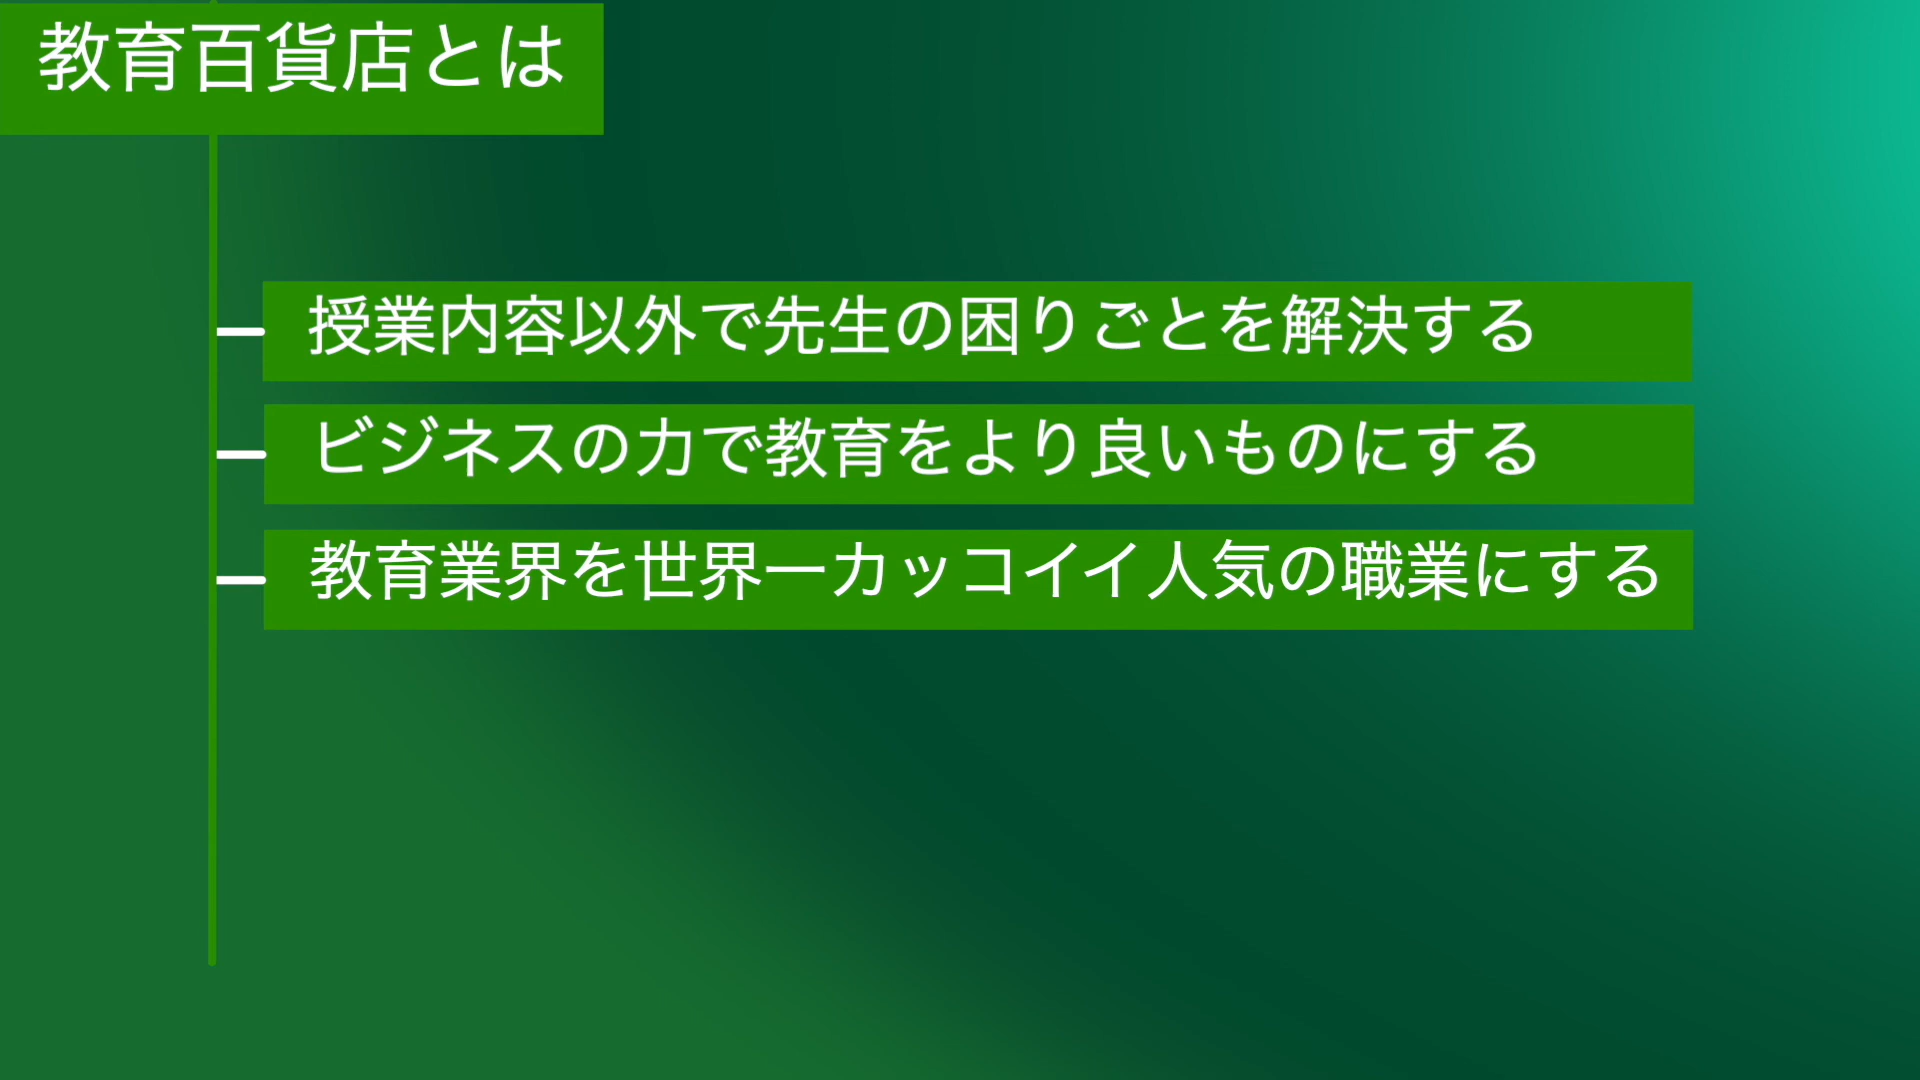 教育百貨店とは
授業内容以外で先生の困りごとを解決する
ビジネスの力で教育をより良いものにする
教育業界を世界一カッコイイ人気の職業にする